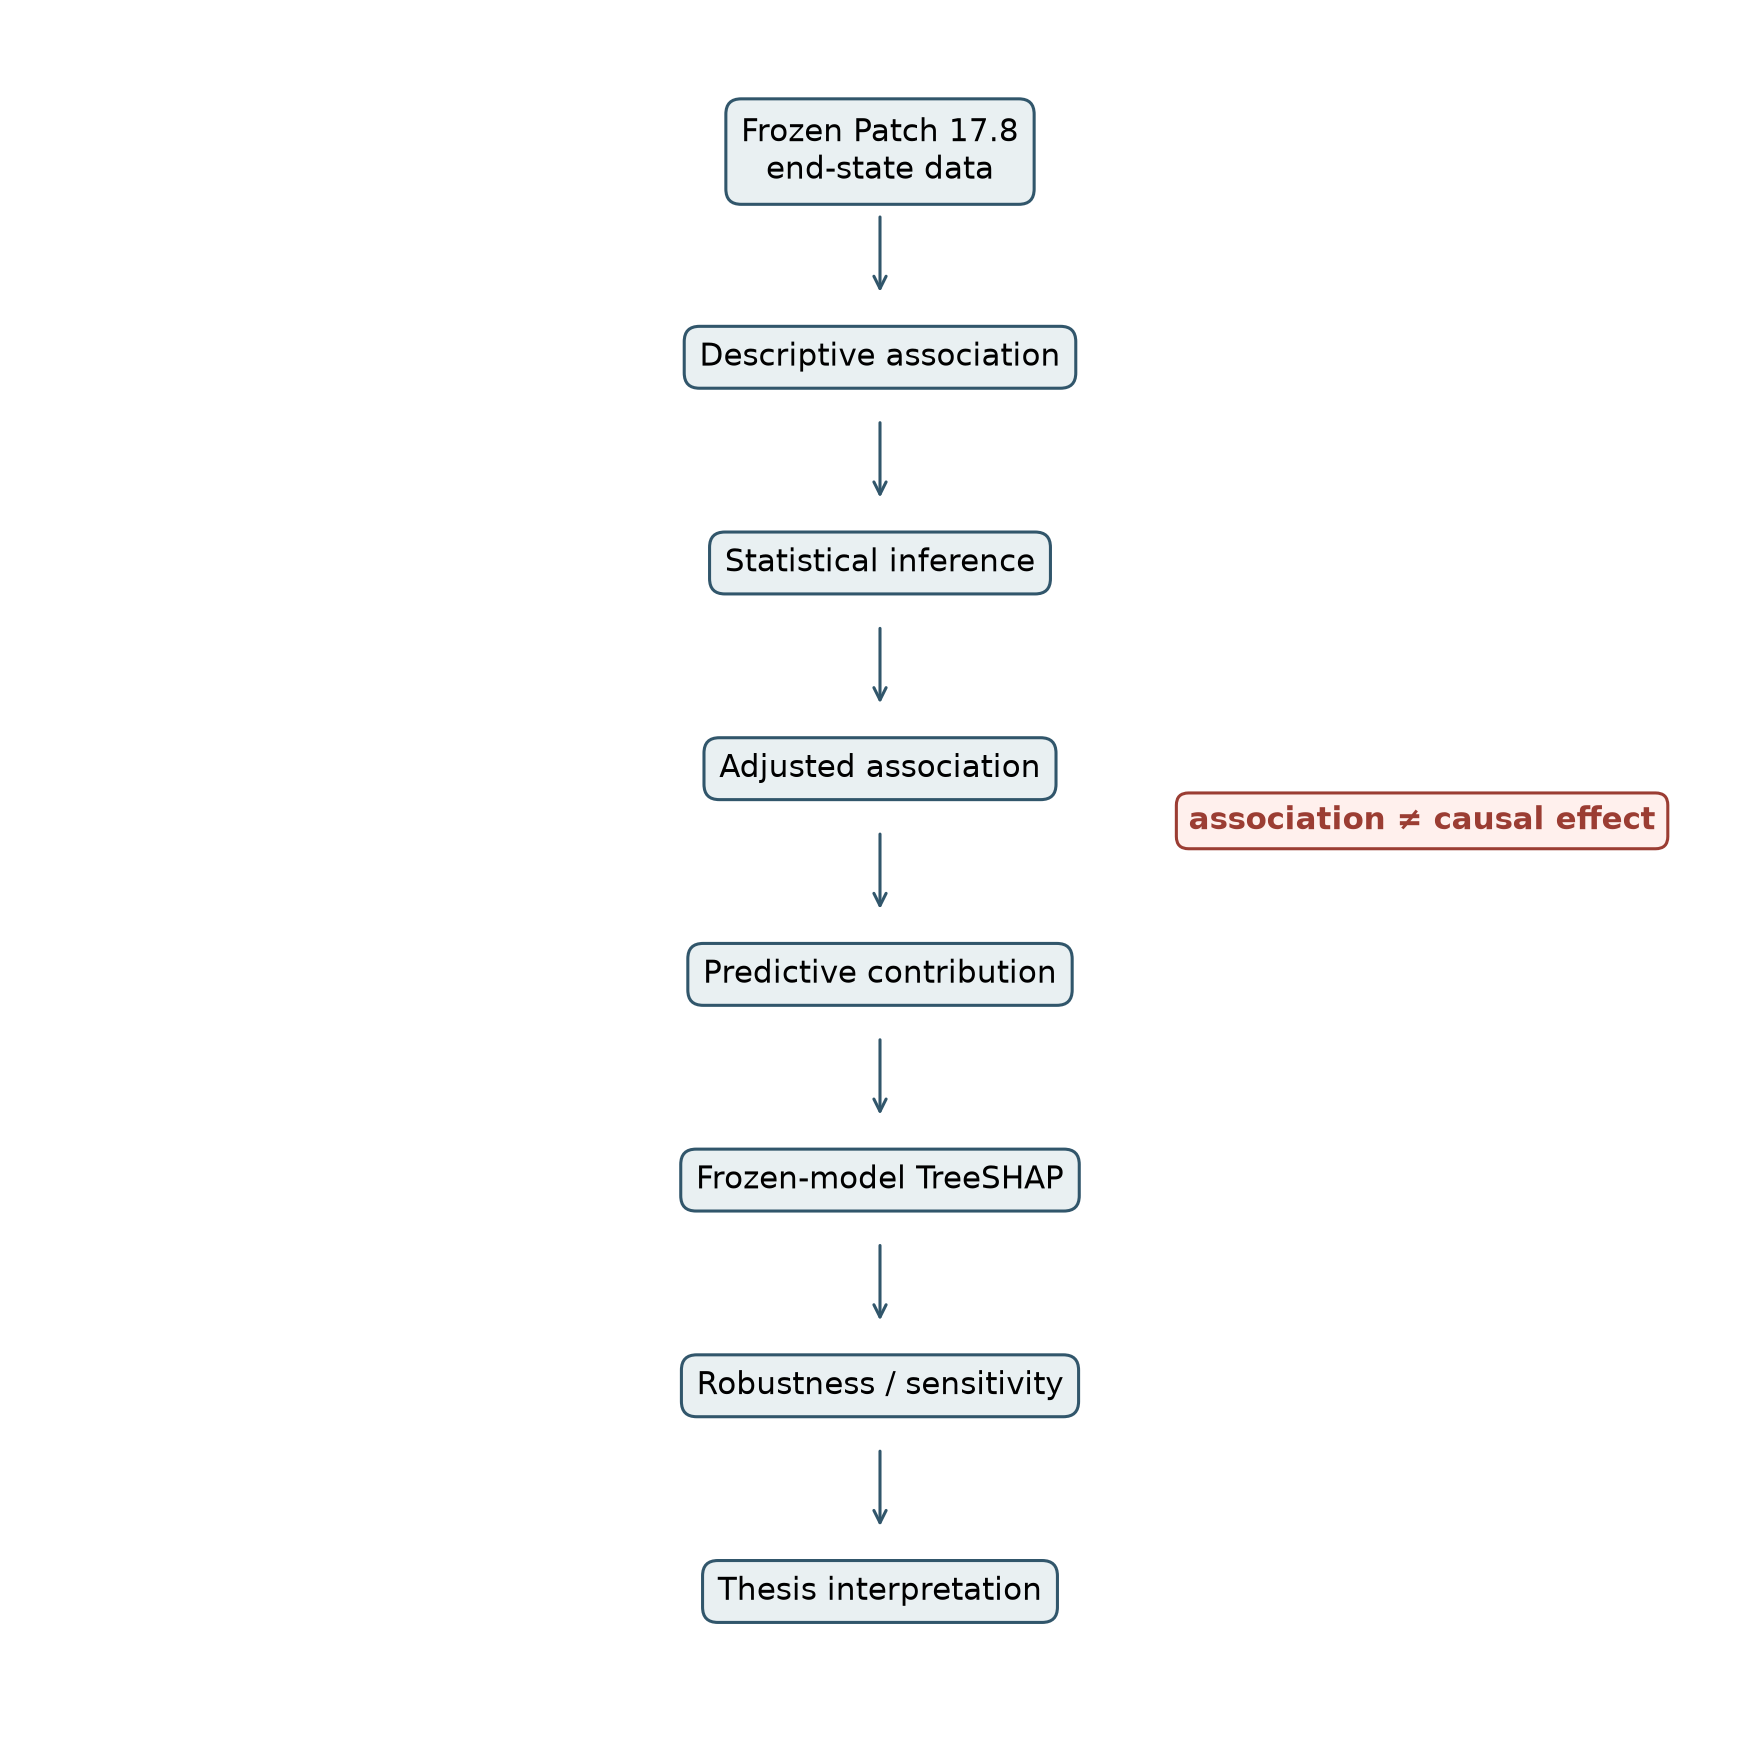 Frozen Patch 17.8
end-state data
Descriptive association
Statistical inference
Adjusted association
association ≠ causal effect
Predictive contribution
Frozen-model TreeSHAP
Robustness / sensitivity
Thesis interpretation